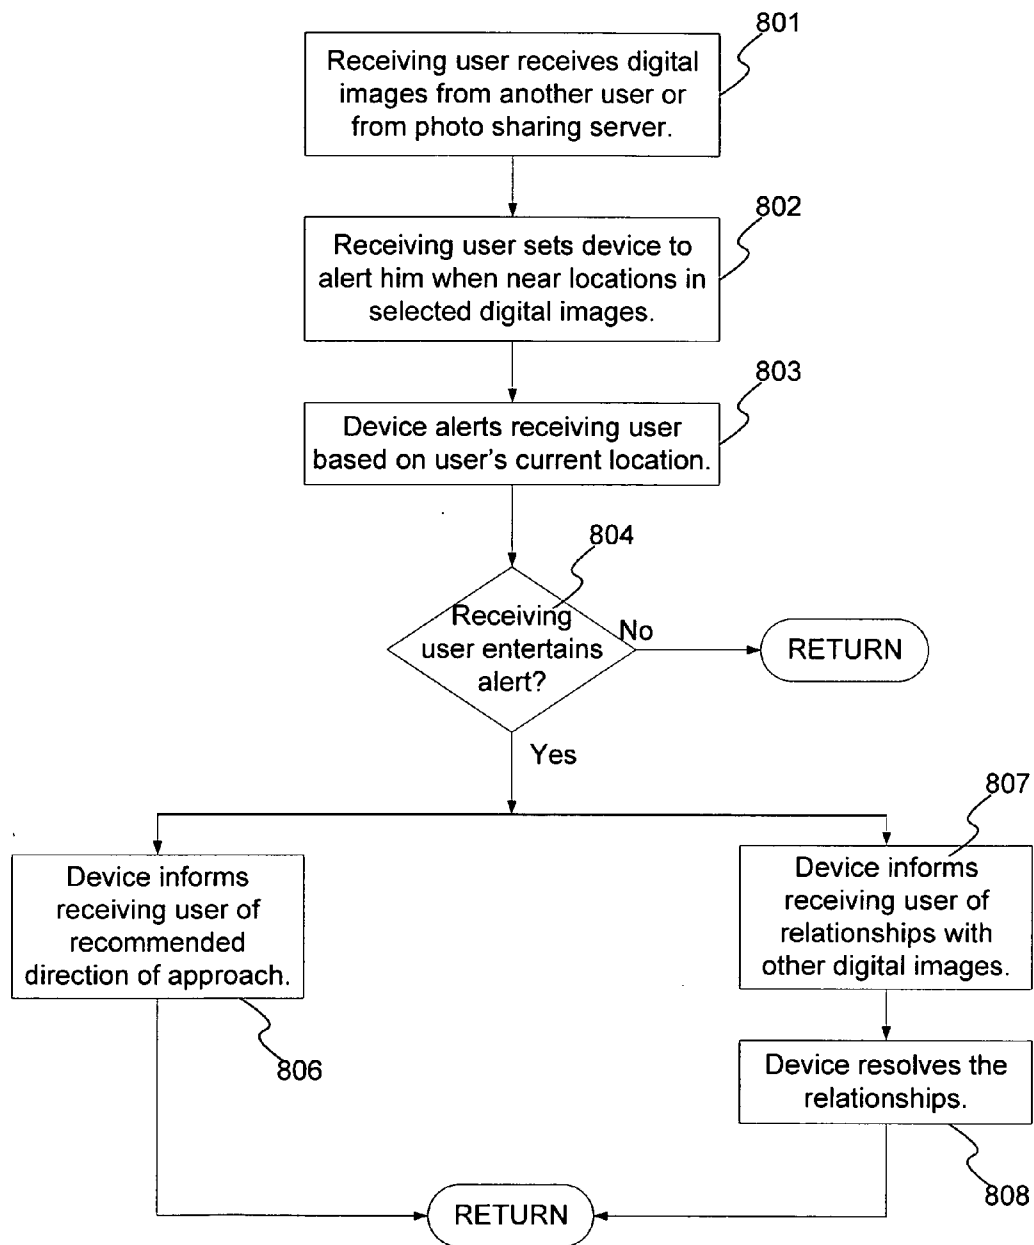 801
Receiving user receives digital
images from another user or
from photo sharing server.
802
Receiving user sets device to
alert him when near locations in
selected digital images.
803
Device alerts receiving user
based on user's current location.
804
Receiving
user entertains
alert?
No
RETURN
Yes
807
Device informs
receiving user of
recommended
direction of approach.
Device informs
receiving user of
relationships with
other digital images.
806
Device resolves the
relationships.
808
RETURN